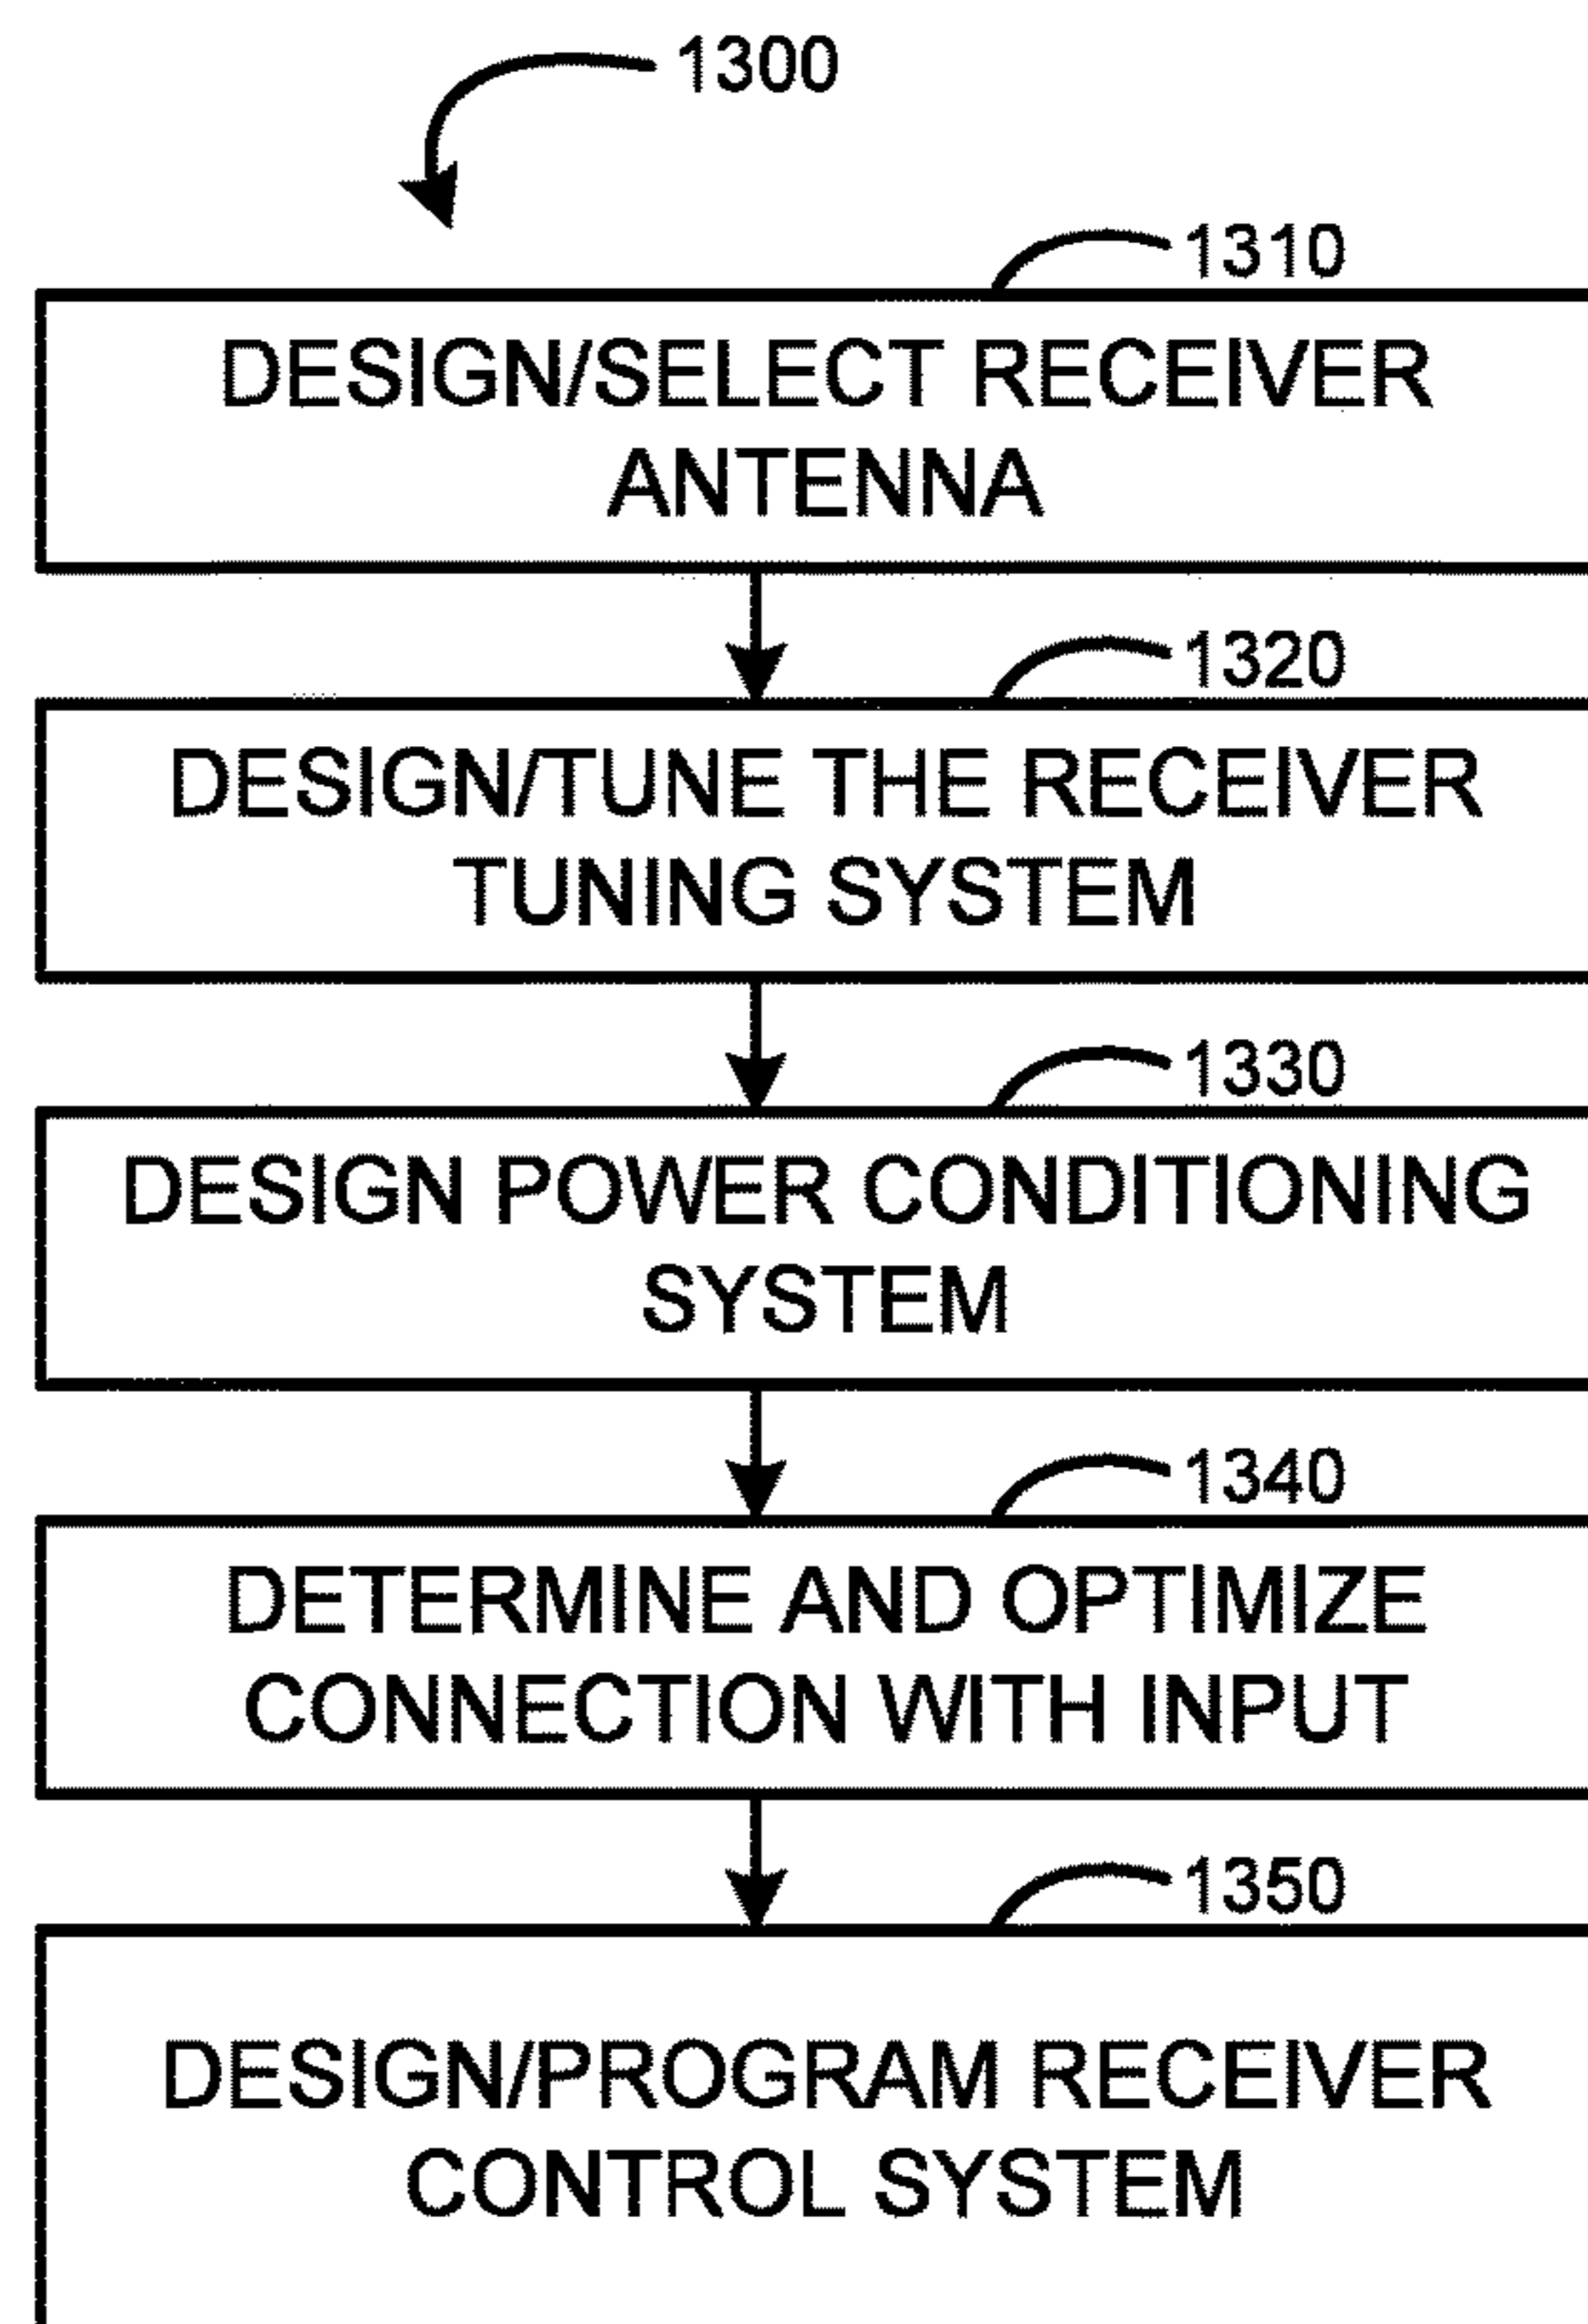 1300
1310
DESIGN/SELECT RECEIVER
ANTENNA
1320
DESIGN/TUNE THE RECEIVER
TUNING SYSTEM
1330
DESIGN POWER CONDITIONING
SYSTEM
1340
DETERMINE AND OPTIMIZE
CONNECTION WITH INPUT
1350
DESIGN/PROGRAM RECEIVER
CONTROL SYSTEM